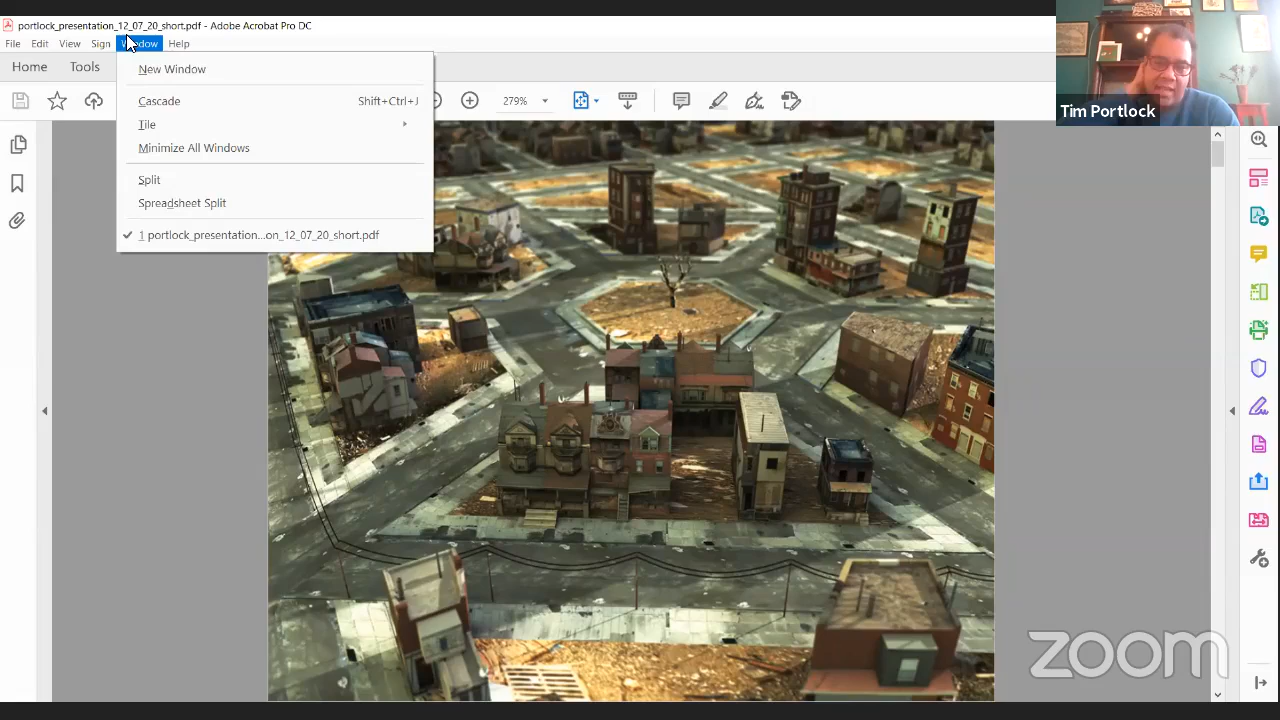 portlock_presentation_12_07_20_short.pdf - Adobe Acrobat Pro DC
File Edit View Sign Window Help
Home Tools
New Window
Cascade Shift+Ctrl+J
Tile
Minimize All Windows
Split
Spreadsheet Split
1 portlock_presentation...on_12_07_20_short.pdf
279%
Tim Portlock
zoom